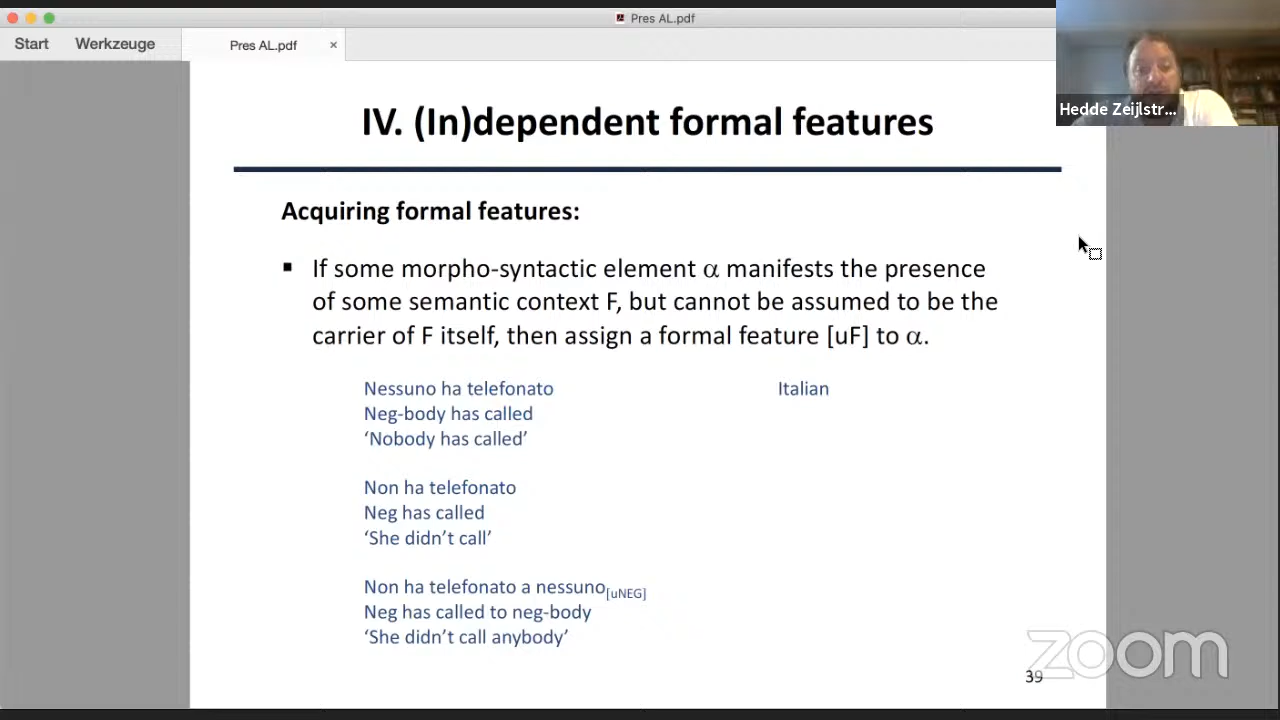 Pres AL.pdf
Start Werkzeuge Pres AL.pdf ×
Hedde Zeijlstr...
IV. (In)dependent formal features
Acquiring formal features:
▪ If some morpho-syntactic element α manifests the presence
of some semantic context F, but cannot be assumed to be the
carrier of F itself, then assign a formal feature [uF] to α.
Nessuno ha telefonato Italian
Neg-body has called
‘Nobody has called’
Non ha telefonato
Neg has called
‘She didn’t call’
Non ha telefonato a nessuno[uNEG]
Neg has called to neg-body
‘She didn’t call anybody’
zoom
39